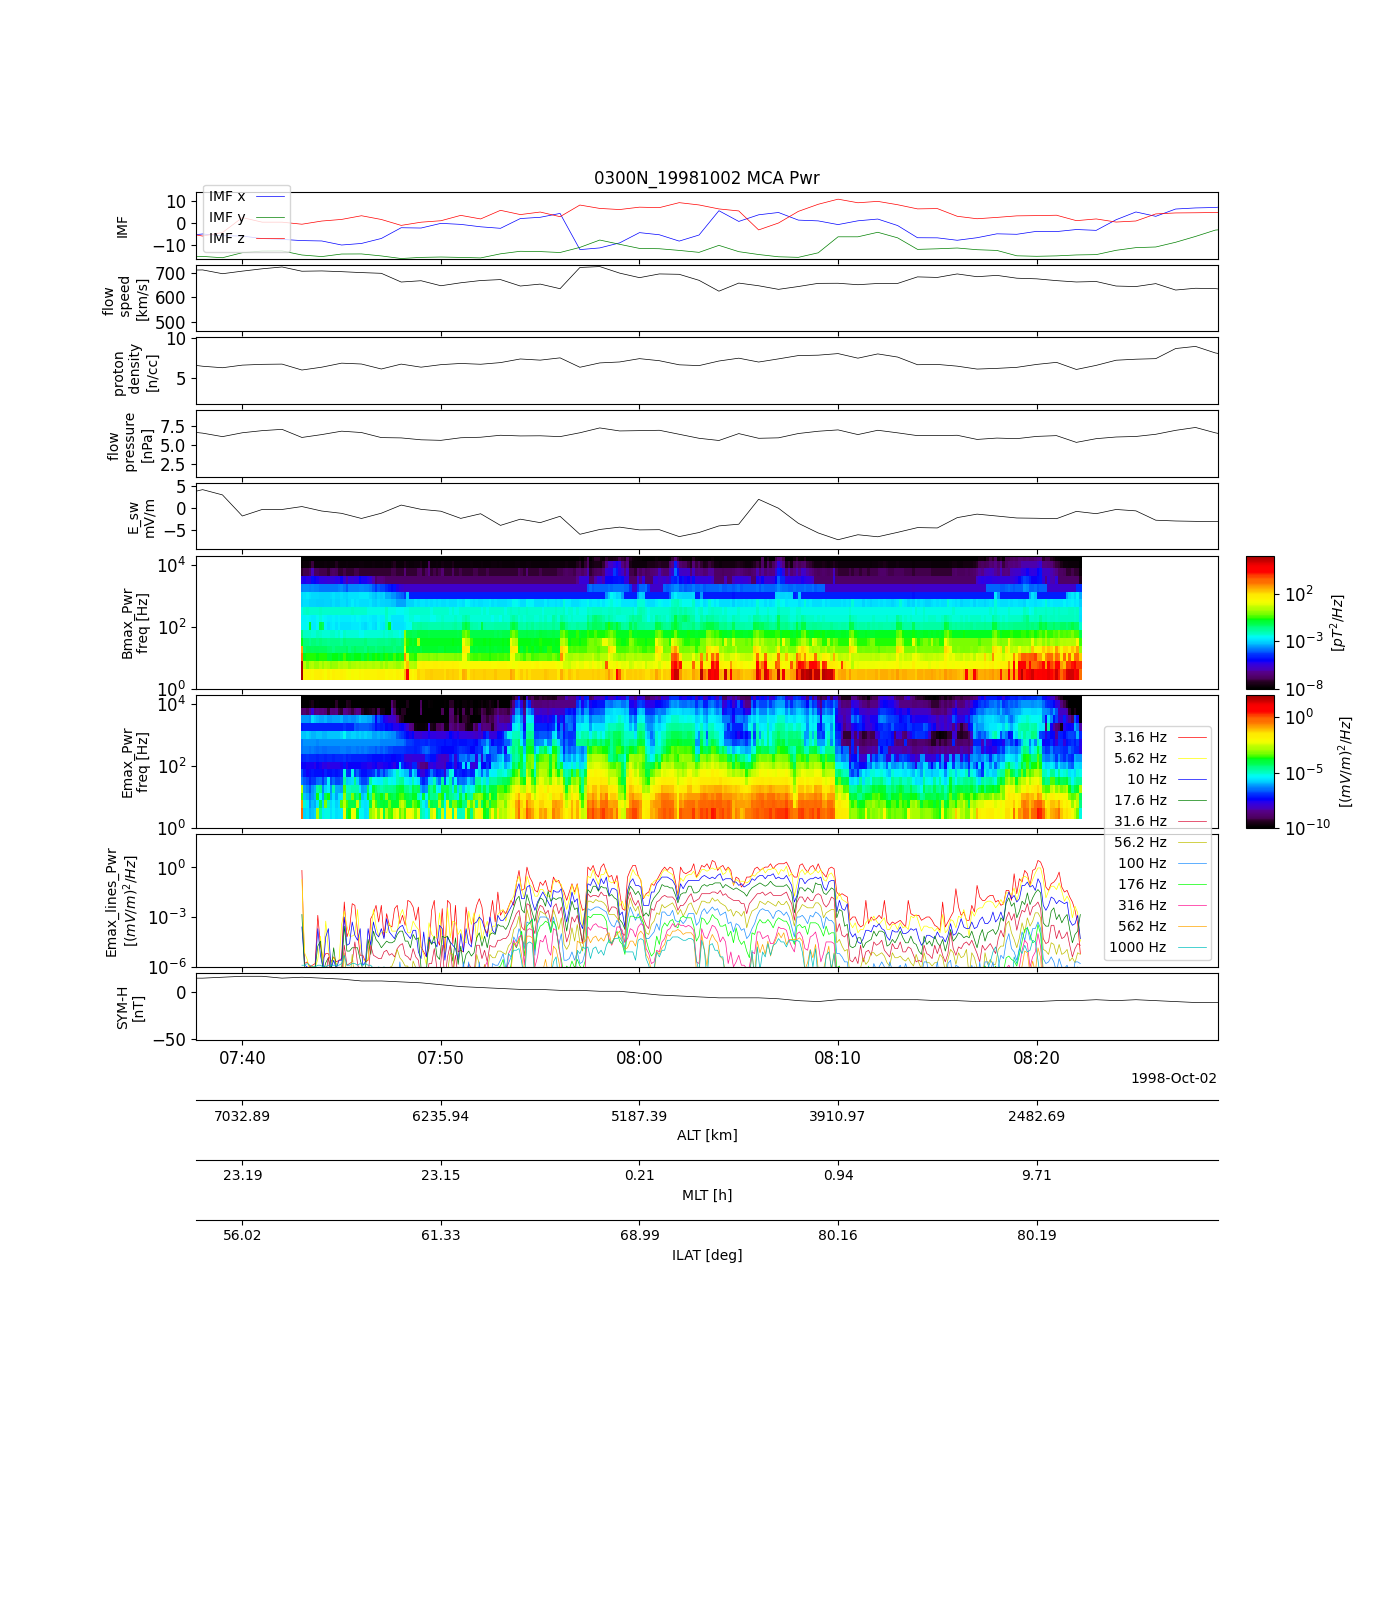 0300N_19981002 MCA Pwr
IMF
10
0
−10
IMF x
IMF y
IMF z
flow
speed
[km/s]
700
600
500
proton
density
[n/cc]
10
5
flow
pressure
[nPa]
7.5
5.0
2.5
E_sw
mV/m
5
0
−5
Bmax_Pwr
freq [Hz]
10^4
10^2
10^0
10^2
10^−3
10^−8
[pT^2/Hz]
Emax_Pwr
freq [Hz]
10^4
10^2
10^0
10^0
10^−5
10^−10
[(mV/m)^2/Hz]
3.16 Hz
5.62 Hz
10 Hz
17.6 Hz
31.6 Hz
56.2 Hz
100 Hz
176 Hz
316 Hz
562 Hz
1000 Hz
Emax_lines_Pwr
[(mV/m)^2/Hz]
10^0
10^−3
10^−6
SYM-H
[nT]
0
−50
07:40 07:50 08:00 08:10 08:20
1998-Oct-02
7032.89 6235.94 5187.39 3910.97 2482.69
ALT [km]
23.19 23.15 0.21 0.94 9.71
MLT [h]
56.02 61.33 68.99 80.16 80.19
ILAT [deg]